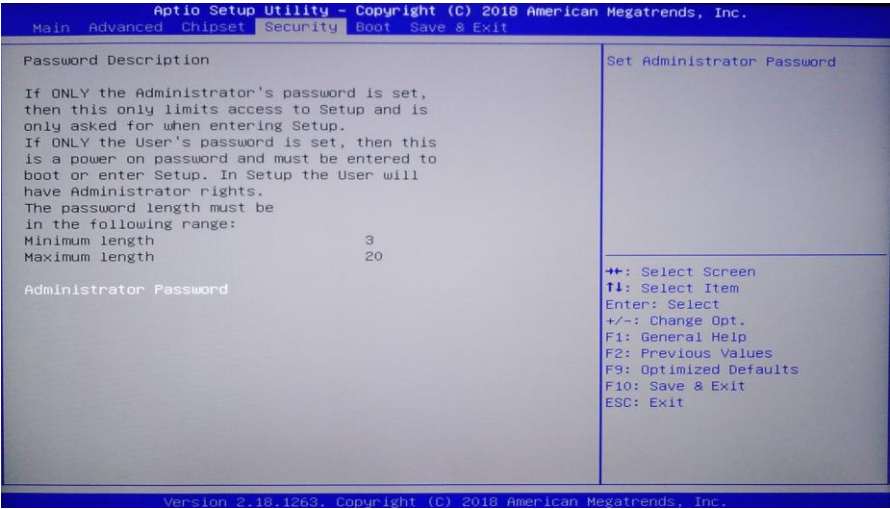 Aptio Setup Utility – Copyright (C) 2018 American Megatrends, Inc.
Main Advanced Chipset Security Boot Save & Exit
Password Description
If ONLY the Administrator's password is set,
then this only limits access to Setup and is
only asked for when entering Setup.
If ONLY the User's password is set, then this
is a power on password and must be entered to
boot or enter Setup. In Setup the User will
have Administrator rights.
The password length must be
in the following range:
Minimum length 3
Maximum length 20
Administrator Password
Set Administrator Password
→←: Select Screen
↑↓: Select Item
Enter: Select
+/-: Change Opt.
F1: General Help
F2: Previous Values
F9: Optimized Defaults
F10: Save & Exit
ESC: Exit
Version 2.18.1263. Copyright (C) 2018 American Megatrends, Inc.